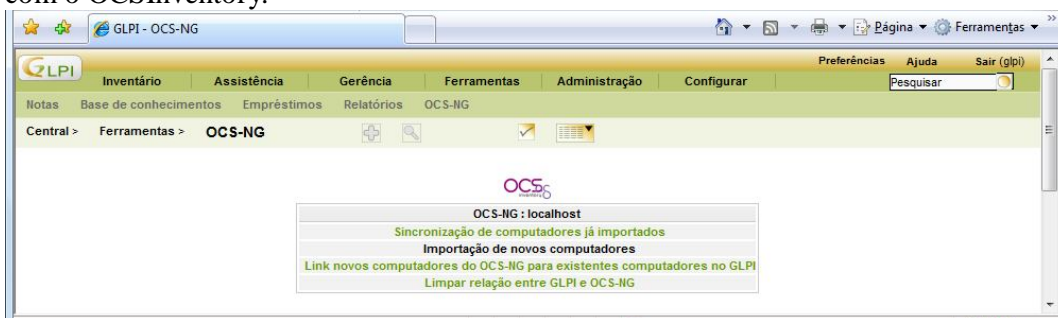 com o OCSInventory.
GLPI - OCS-NG
Página
Ferramentas
GLPI
Preferências Ajuda Sair (glpi)
Inventário Assistência Gerência Ferramentas Administração Configurar
Pesquisar
Notas Base de conhecimentos Empréstimos Relatórios OCS-NG
Central > Ferramentas > OCS-NG
OCS
inventory
OCS-NG : localhost
Sincronização de computadores já importados
Importação de novos computadores
Link novos computadores do OCS-NG para existentes computadores no GLPI
Limpar relação entre GLPI e OCS-NG